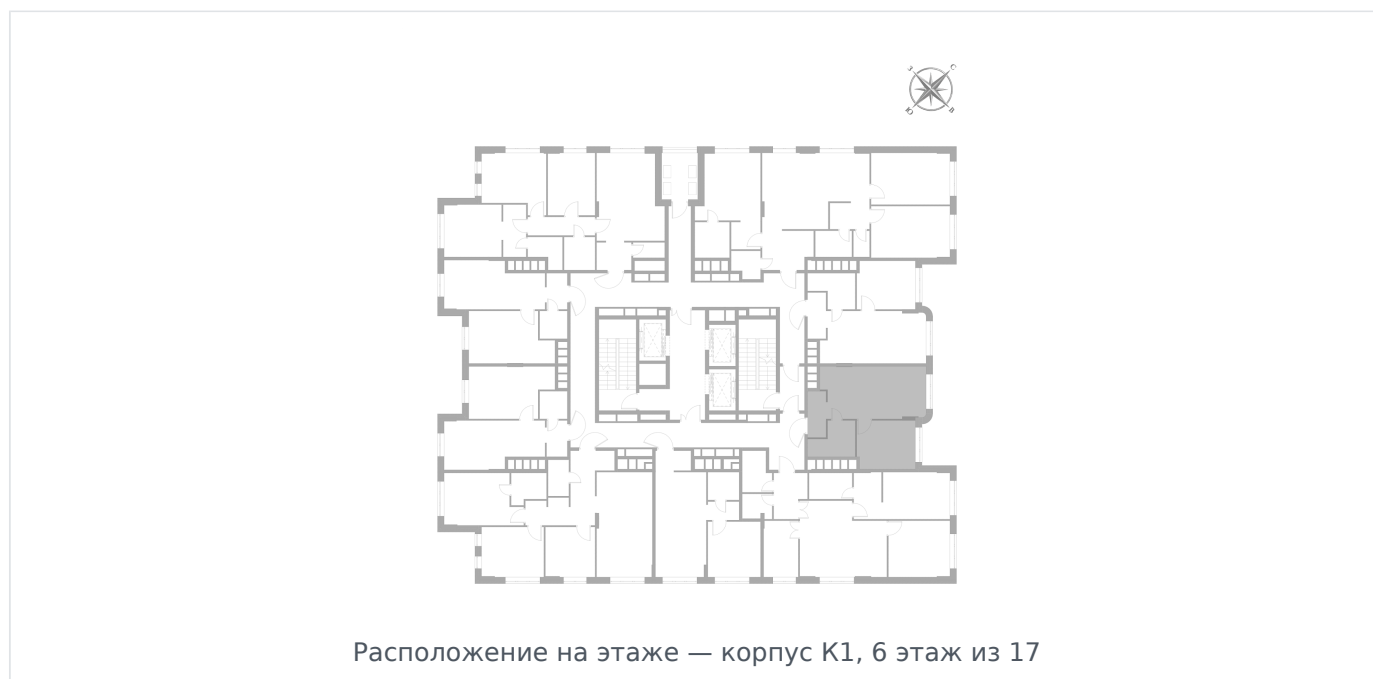 З
С
Ю
В
Расположение на этаже — корпус К1, 6 этаж из 17